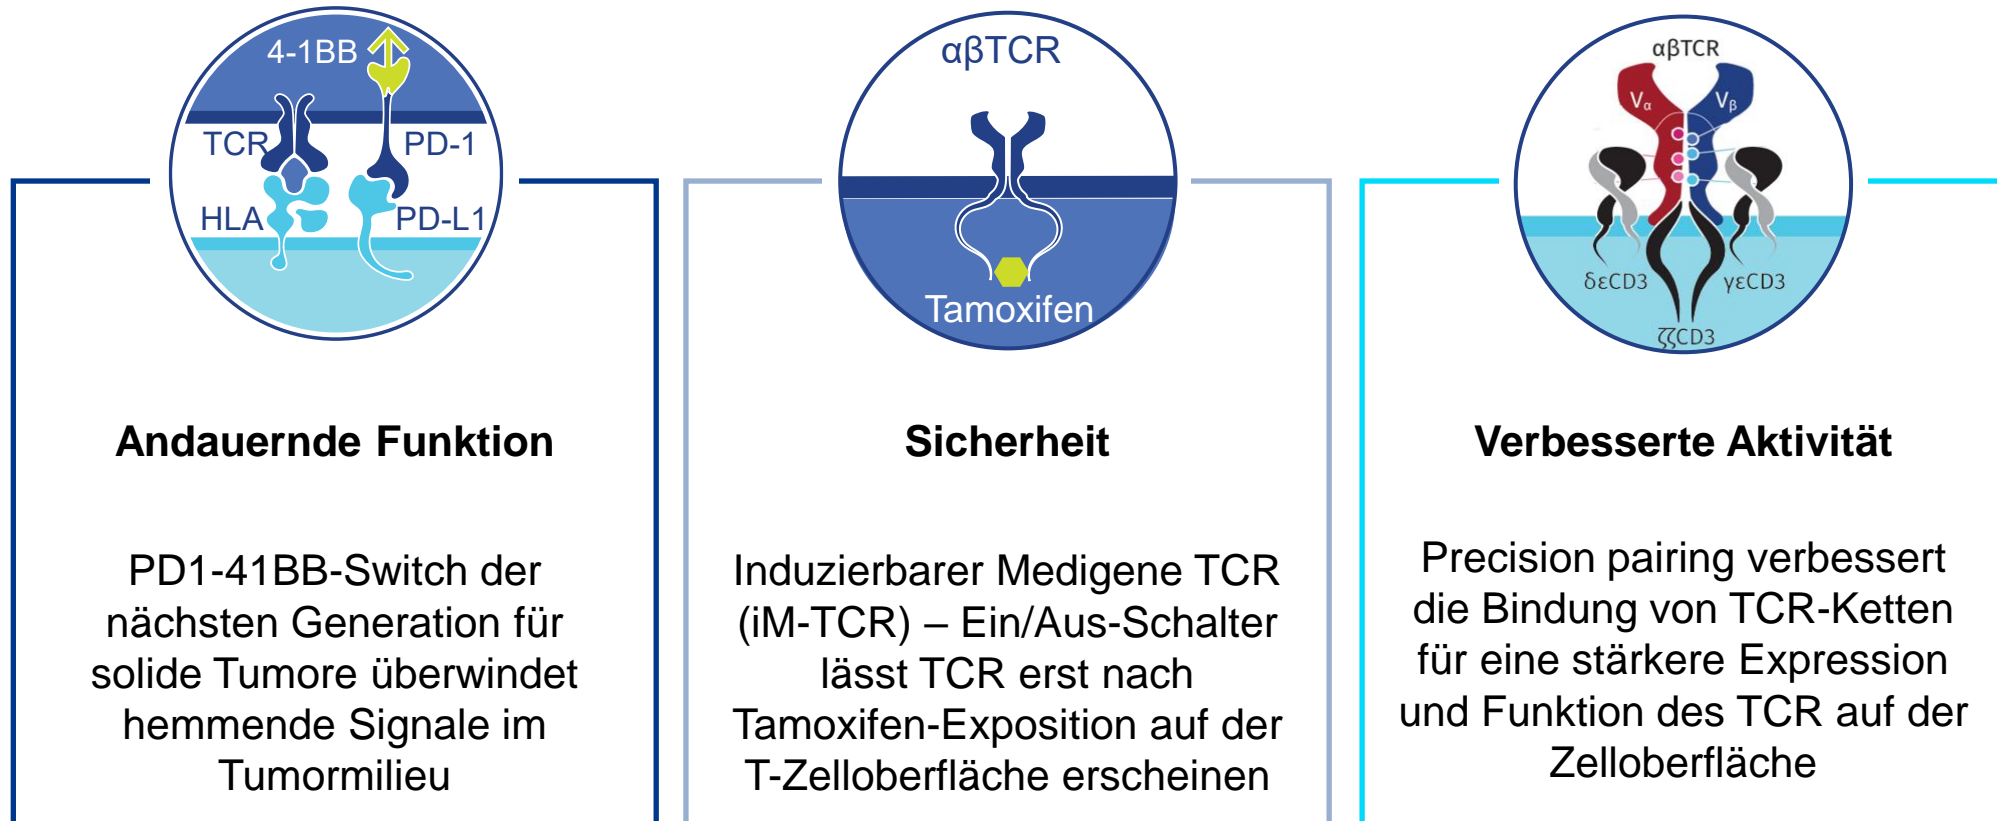 4-1BB
TCR
PD-1
HLA
PD-L1
Andauernde Funktion
PD1-41BB-Switch der
nächsten Generation für
solide Tumore überwindet
hemmende Signale im
Tumormilieu
αβTCR
Tamoxifen
Sicherheit
Induzierbarer Medigene TCR
(iM-TCR) – Ein/Aus-Schalter
lässt TCR erst nach
Tamoxifen-Exposition auf der
T-Zelloberfläche erscheinen
αβTCR
Vα
Vβ
δεCD3
γεCD3
ζζCD3
Verbesserte Aktivität
Precision pairing verbessert
die Bindung von TCR-Ketten
für eine stärkere Expression
und Funktion des TCR auf der
Zelloberfläche